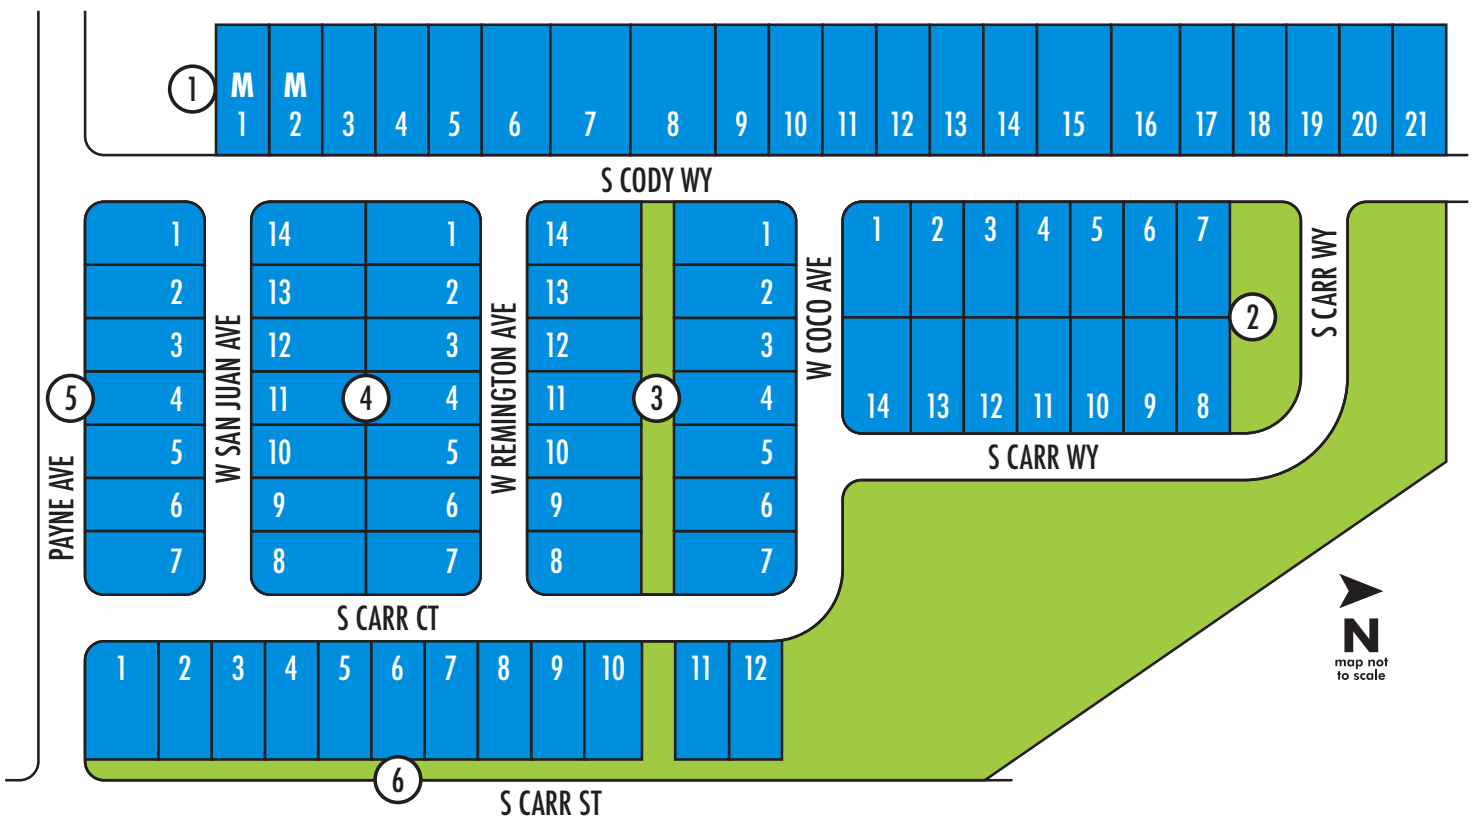 1
M M
1 2 3 4 5 6 7 8 9 10 11 12 13 14 15 16 17 18 19 20 21
S CODY WY
1 14 1 14 1
2 13 2 13 2
3 12 3 12 3
4 11 4 11 4
5 10 5 10 5
6 9 6 9 6
7 8 7 8 7
5
4
3
PAYNE AVE
W SAN JUAN AVE
W REMINGTON AVE
W COCO AVE
1 2 3 4 5 6 7
14 13 12 11 10 9 8
2
S CARR WY
S CARR WY
S CARR CT
1 2 3 4 5 6 7 8 9 10 11 12
6
S CARR ST
N
map not
to scale